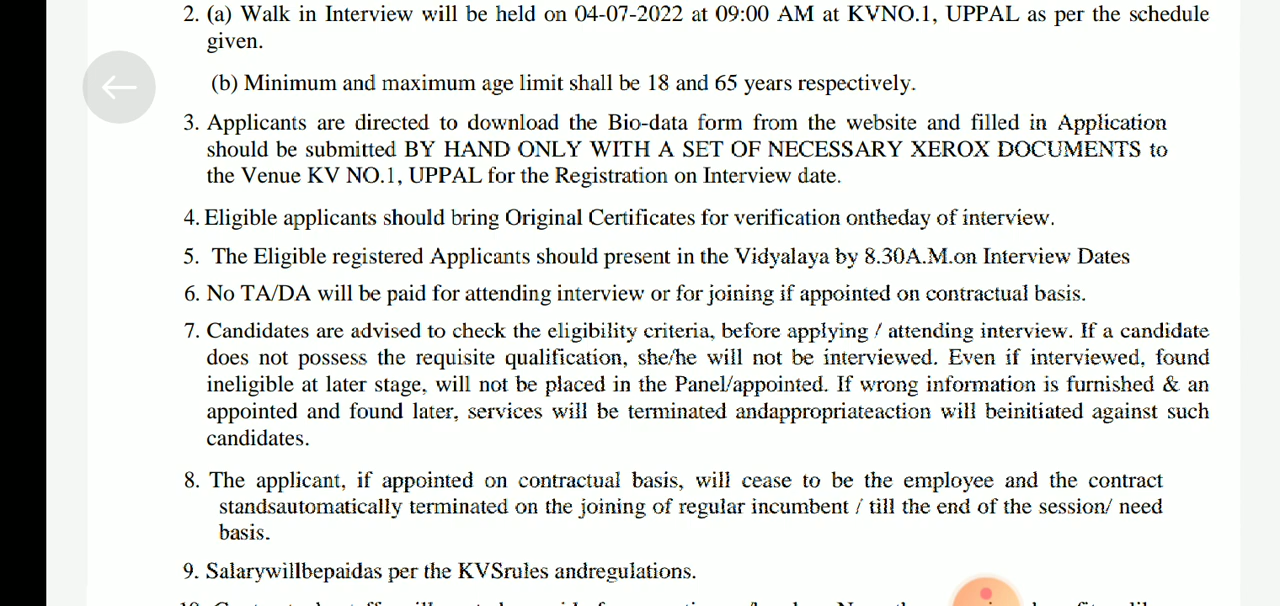 2. (a) Walk in Interview will be held on 04-07-2022 at 09:00 AM at KVNO.1, UPPAL as per the schedule
given.
(b) Minimum and maximum age limit shall be 18 and 65 years respectively.
3. Applicants are directed to download the Bio-data form from the website and filled in Application
should be submitted BY HAND ONLY WITH A SET OF NECESSARY XEROX DOCUMENTS to
the Venue KV NO.1, UPPAL for the Registration on Interview date.
4. Eligible applicants should bring Original Certificates for verification ontheday of interview.
5. The Eligible registered Applicants should present in the Vidyalaya by 8.30A.M.on Interview Dates
6. No TA/DA will be paid for attending interview or for joining if appointed on contractual basis.
7. Candidates are advised to check the eligibility criteria, before applying / attending interview. If a candidate
does not possess the requisite qualification, she/he will not be interviewed. Even if interviewed, found
ineligible at later stage, will not be placed in the Panel/appointed. If wrong information is furnished & an
appointed and found later, services will be terminated andappropriateaction will beinitiated against such
candidates.
8. The applicant, if appointed on contractual basis, will cease to be the employee and the contract
standsautomatically terminated on the joining of regular incumbent / till the end of the session/ need
basis.
9. Salarywillbepaidas per the KVSrules andregulations.